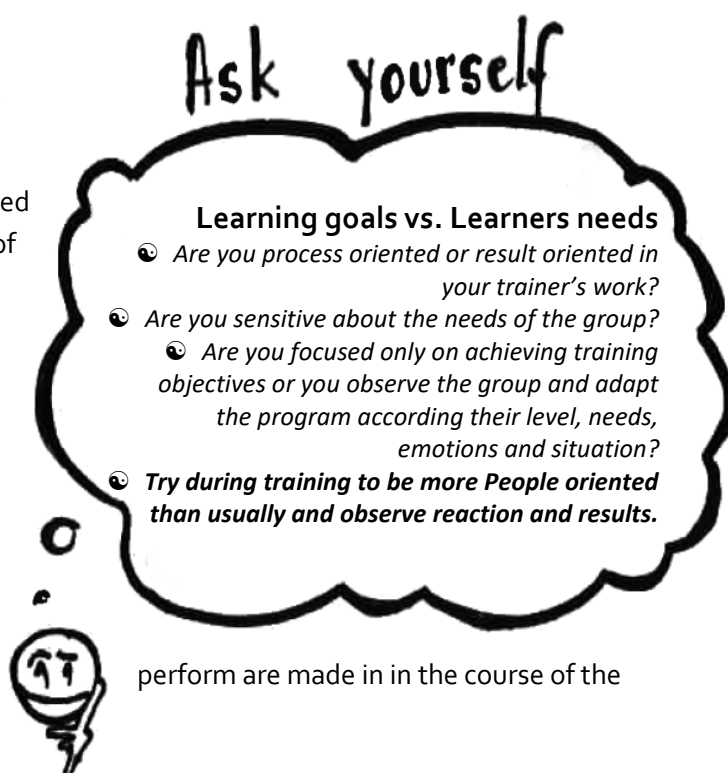 Ask yourself
ed
of
Learning goals vs. Learners needs
☯ Are you process oriented or result oriented in
your trainer's work?
☯ Are you sensitive about the needs of the group?
☯ Are you focused only on achieving training
objectives or you observe the group and adapt
the program according their level, needs,
emotions and situation?
☯ Try during training to be more People oriented
than usually and observe reaction and results.
perform are made in in the course of the